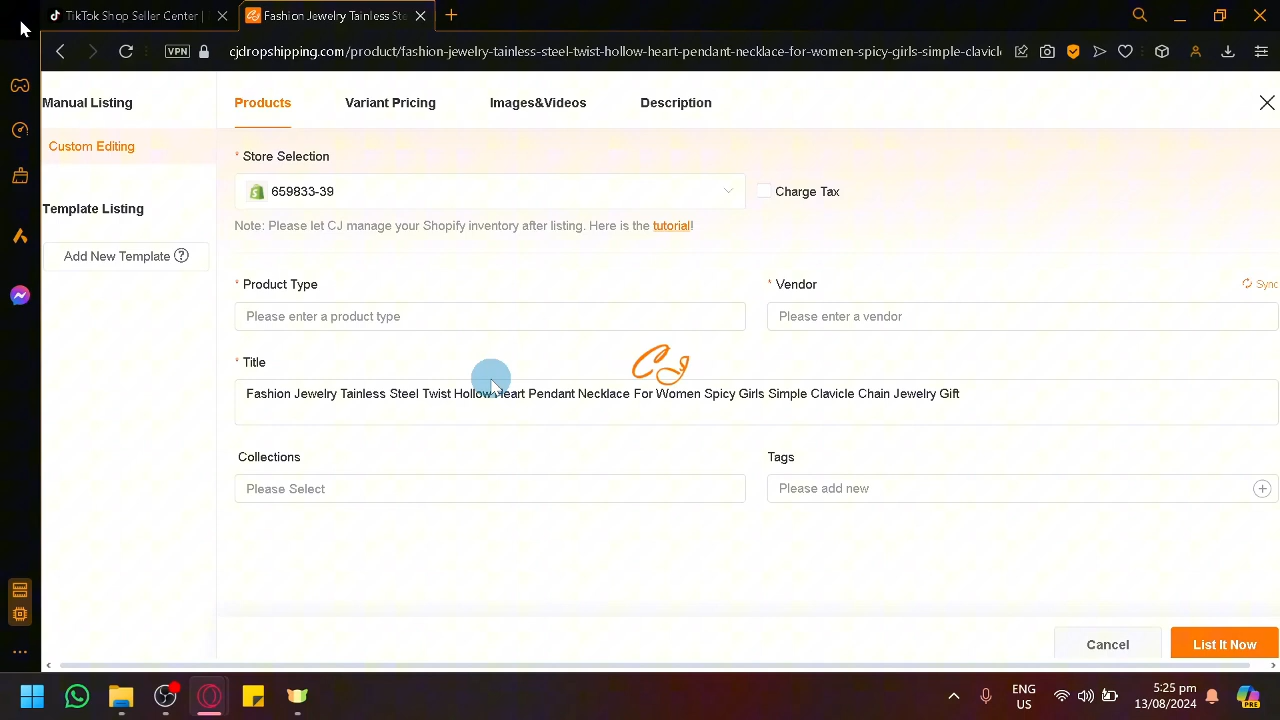 TikTok Shop Seller Center |
Fashion Jewelry Tainless Ste
VPN
cjdropshipping.com/product/fashion-jewelry-tainless-steel-twist-hollow-heart-pendant-necklace-for-women-spicy-girls-simple-clavicle
Manual Listing
Products
Variant Pricing
Images&Videos
Description
Custom Editing
* Store Selection
659833-39
Charge Tax
Template Listing
Note: Please let CJ manage your Shopify inventory after listing. Here is the tutorial!
Add New Template ?
* Product Type
* Vendor
Sync
Please enter a product type
Please enter a vendor
* Title
CJ
Fashion Jewelry Tainless Steel Twist Hollow Heart Pendant Necklace For Women Spicy Girls Simple Clavicle Chain Jewelry Gift
Collections
Tags
Please Select
Please add new
Cancel
List It Now
ENG
US
5:25 pm
13/08/2024
PRE